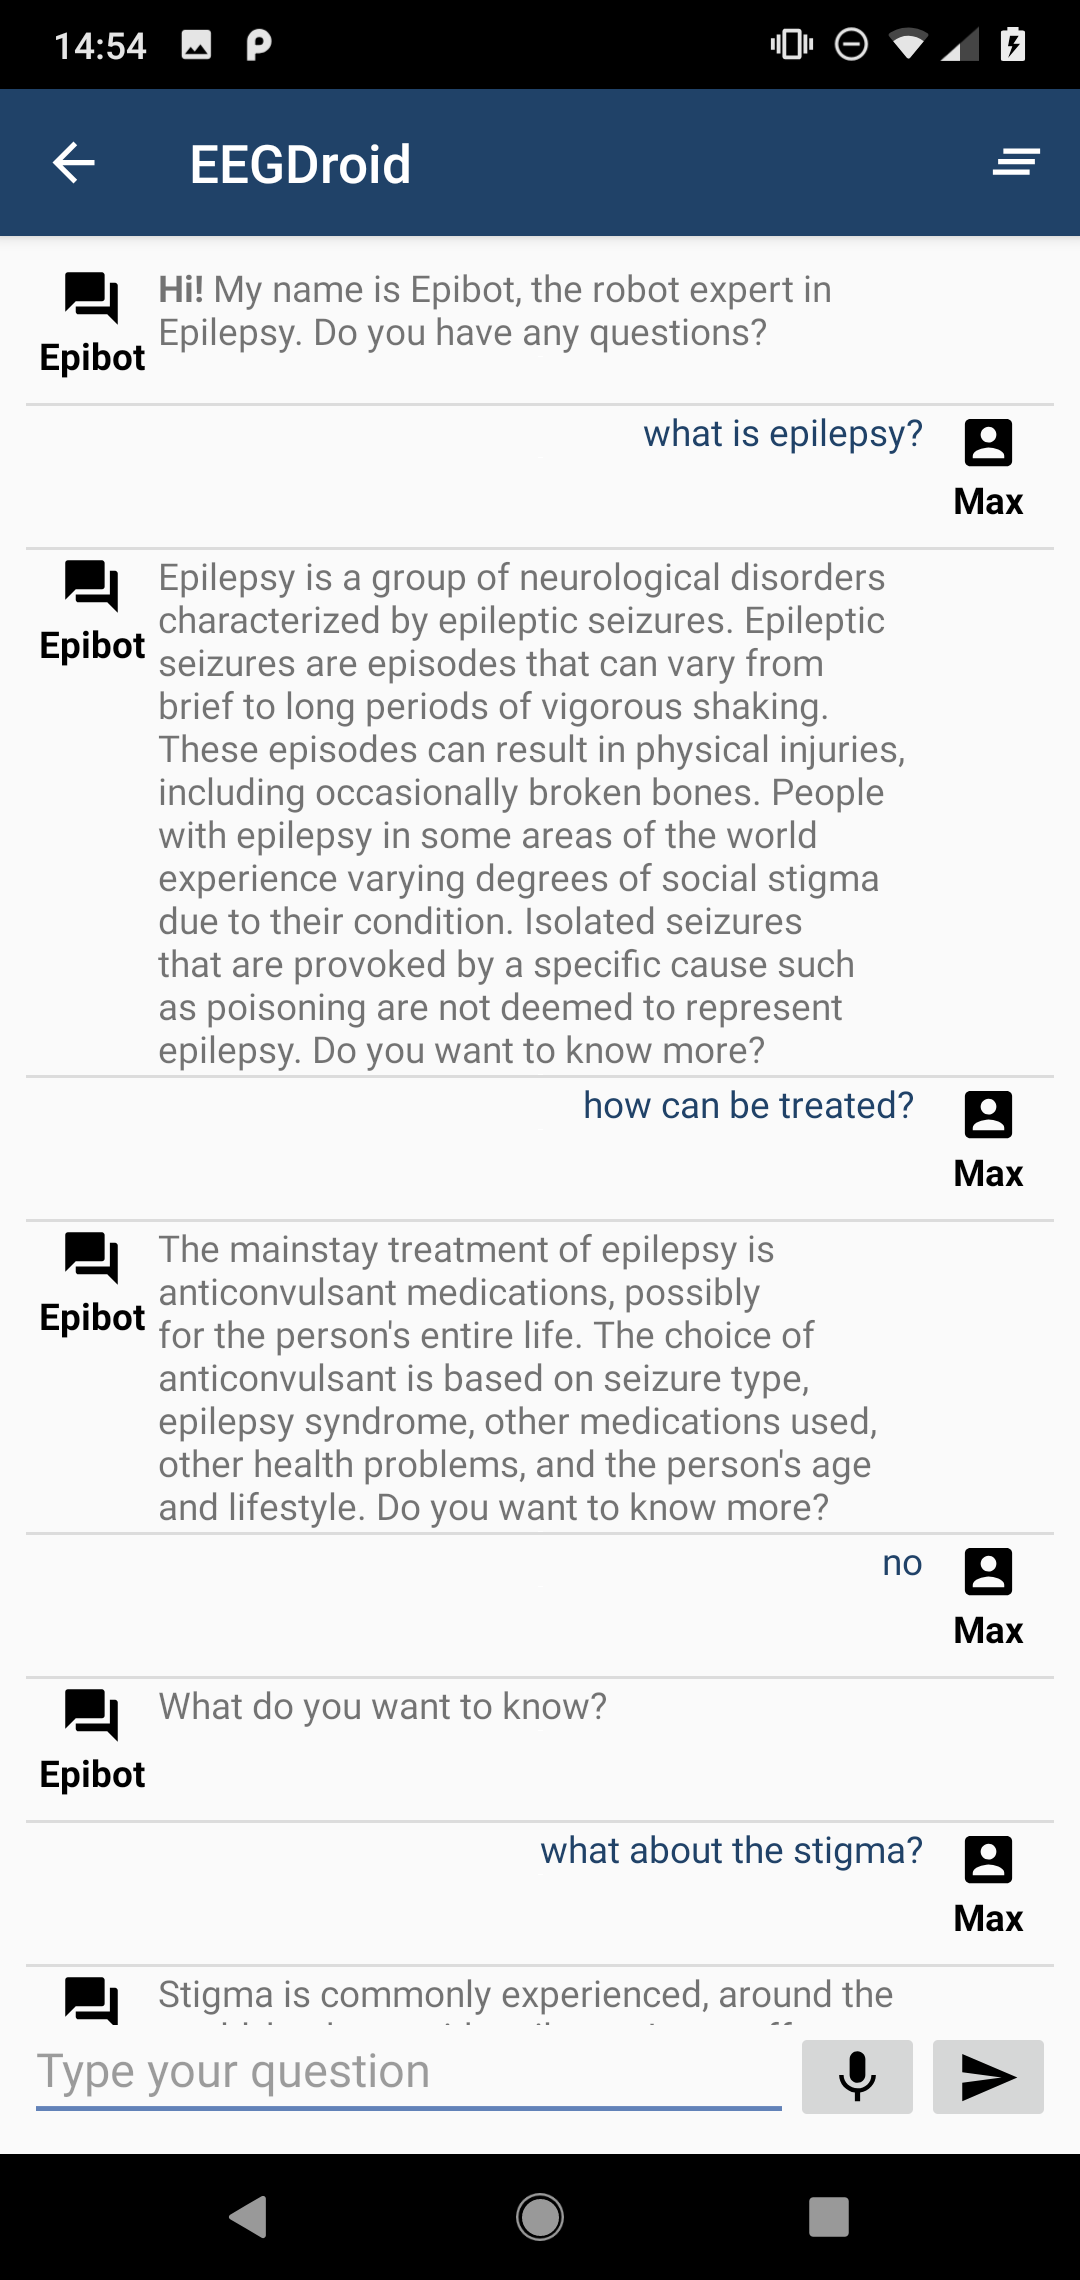 14:54
EEGDroid
Hi! My name is Epibot, the robot expert in
Epilepsy. Do you have any questions?
Epibot
what is epilepsy?
Max
Epilepsy is a group of neurological disorders
characterized by epileptic seizures. Epileptic
Epibot
seizures are episodes that can vary from
brief to long periods of vigorous shaking.
These episodes can result in physical injuries,
including occasionally broken bones. People
with epilepsy in some areas of the world
experience varying degrees of social stigma
due to their condition. Isolated seizures
that are provoked by a specific cause such
as poisoning are not deemed to represent
epilepsy. Do you want to know more?
how can be treated?
Max
The mainstay treatment of epilepsy is
anticonvulsant medications, possibly
Epibot
for the person's entire life. The choice of
anticonvulsant is based on seizure type,
epilepsy syndrome, other medications used,
other health problems, and the person's age
and lifestyle. Do you want to know more?
no
Max
What do you want to know?
Epibot
what about the stigma?
Max
Stigma is commonly experienced, around the
Type your question